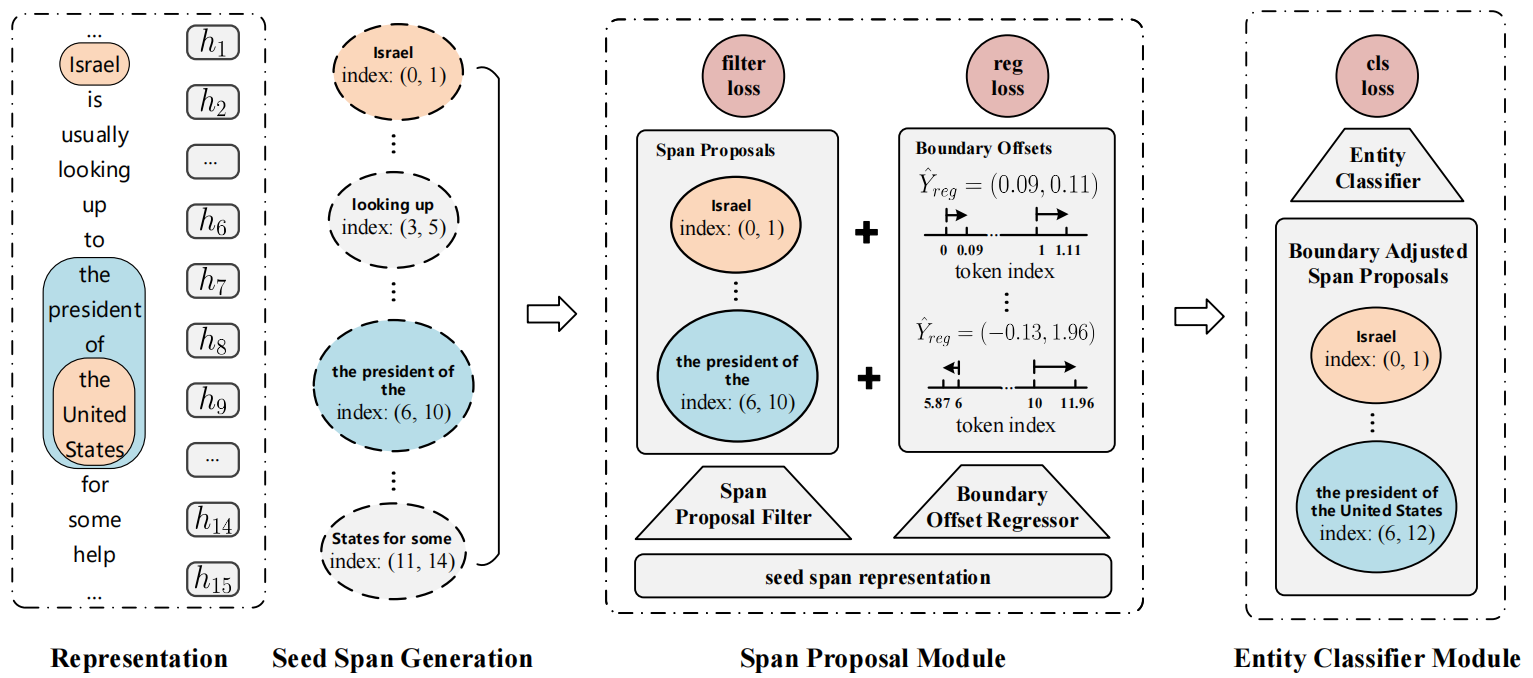 ...
Israel
is
usually
looking
up
to
the
president
of
the
United
States
for
some
help
...
h1
h2
...
h6
h7
h8
h9
...
h14
h15
Representation
Israel
index: (0, 1)
looking up
index: (3, 5)
the president of
the
index: (6, 10)
States for some
index: (11, 14)
Seed Span Generation
filter
loss
reg
loss
Span Proposals
Israel
index: (0, 1)
the president of
the
index: (6, 10)
Boundary Offsets
Ŷreg = (0.09, 0.11)
0 0.09 ... 1 1.11
token index
Ŷreg = (−0.13, 1.96)
5.87 6 ... 10 11.96
token index
Span
Proposal Filter
Boundary
Offset Regressor
seed span representation
Span Proposal Module
cls
loss
Entity
Classifier
Boundary Adjusted
Span Proposals
Israel
index: (0, 1)
the president of
the United States
index: (6, 12)
Entity Classifier Module